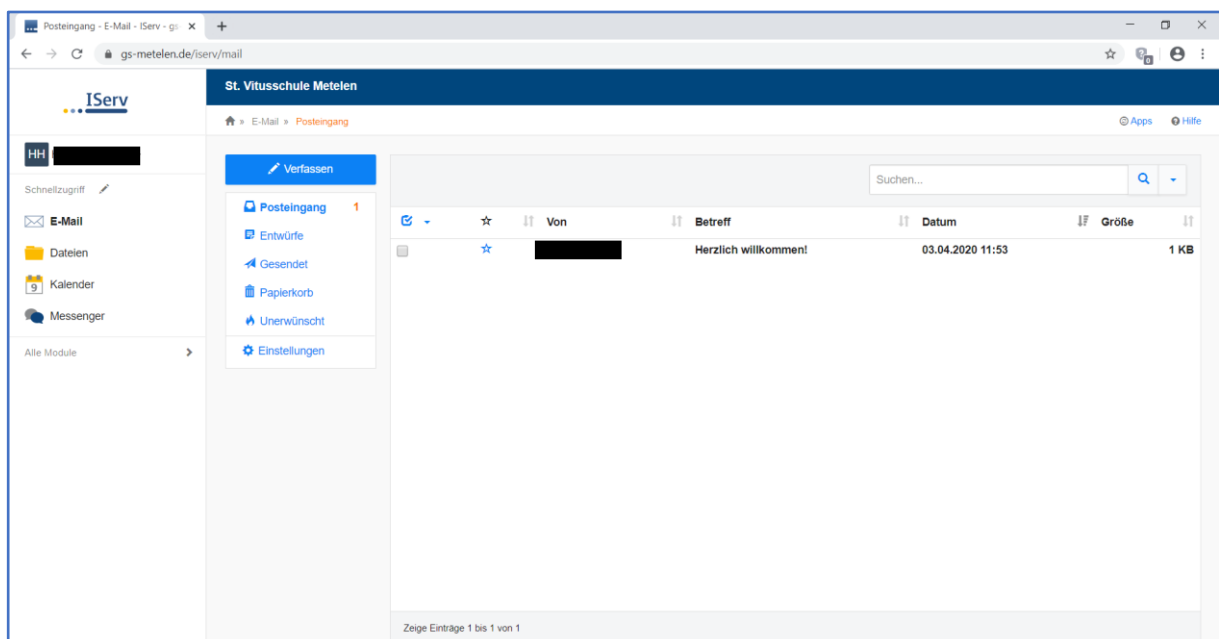 Posteingang - E-Mail - IServ - gs
gs-metelen.de/iserv/mail
IServ
St. Vitusschule Metelen
» E-Mail » Posteingang
Apps Hilfe
HH
Schnellzugriff
E-Mail
Dateien
9 Kalender
Messenger
Alle Module
Verfassen
Posteingang 1
Entwürfe
Gesendet
Papierkorb
Unerwünscht
Einstellungen
Suchen...
Von Betreff Datum Größe
Herzlich willkommen! 03.04.2020 11:53 1 KB
Zeige Einträge 1 bis 1 von 1